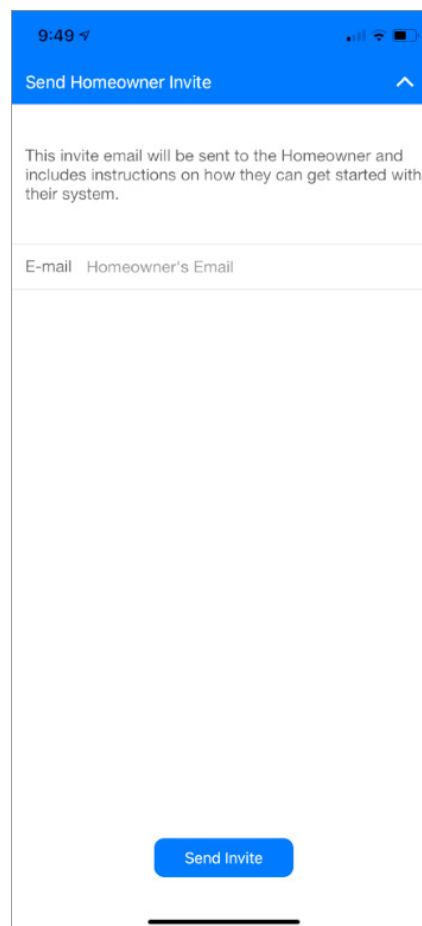 9:49
Send Homeowner Invite
This invite email will be sent to the Homeowner and
includes instructions on how they can get started with
their system.
E-mail Homeowner's Email
Send Invite